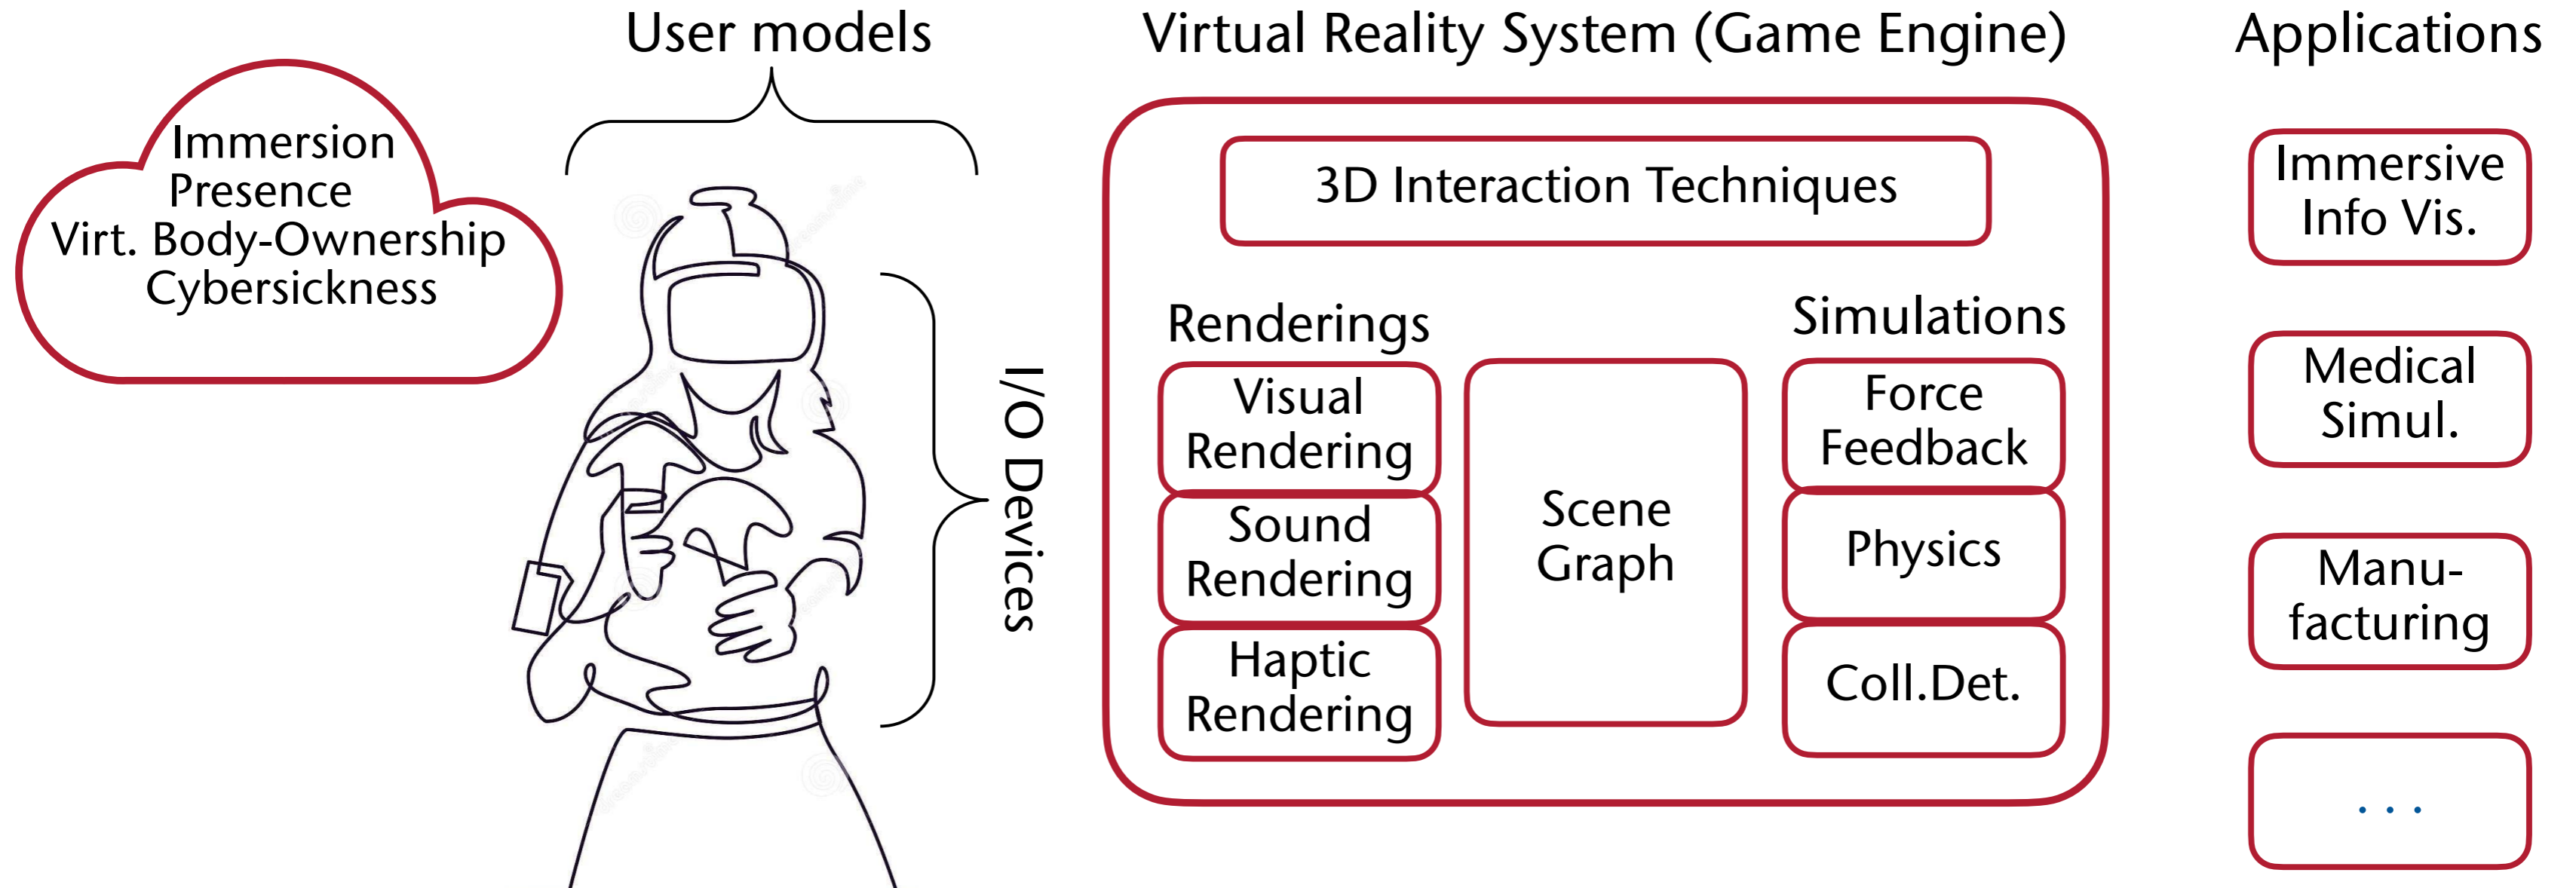 User models
Virtual Reality System (Game Engine)
Applications
Immersion
Presence
Virt. Body-Ownership
Cybersickness
I/O Devices
3D Interaction Techniques
Renderings
Visual
Rendering
Sound
Rendering
Haptic
Rendering
Scene
Graph
Simulations
Force
Feedback
Physics
Coll.Det.
Immersive
Info Vis.
Medical
Simul.
Manu-
facturing
...